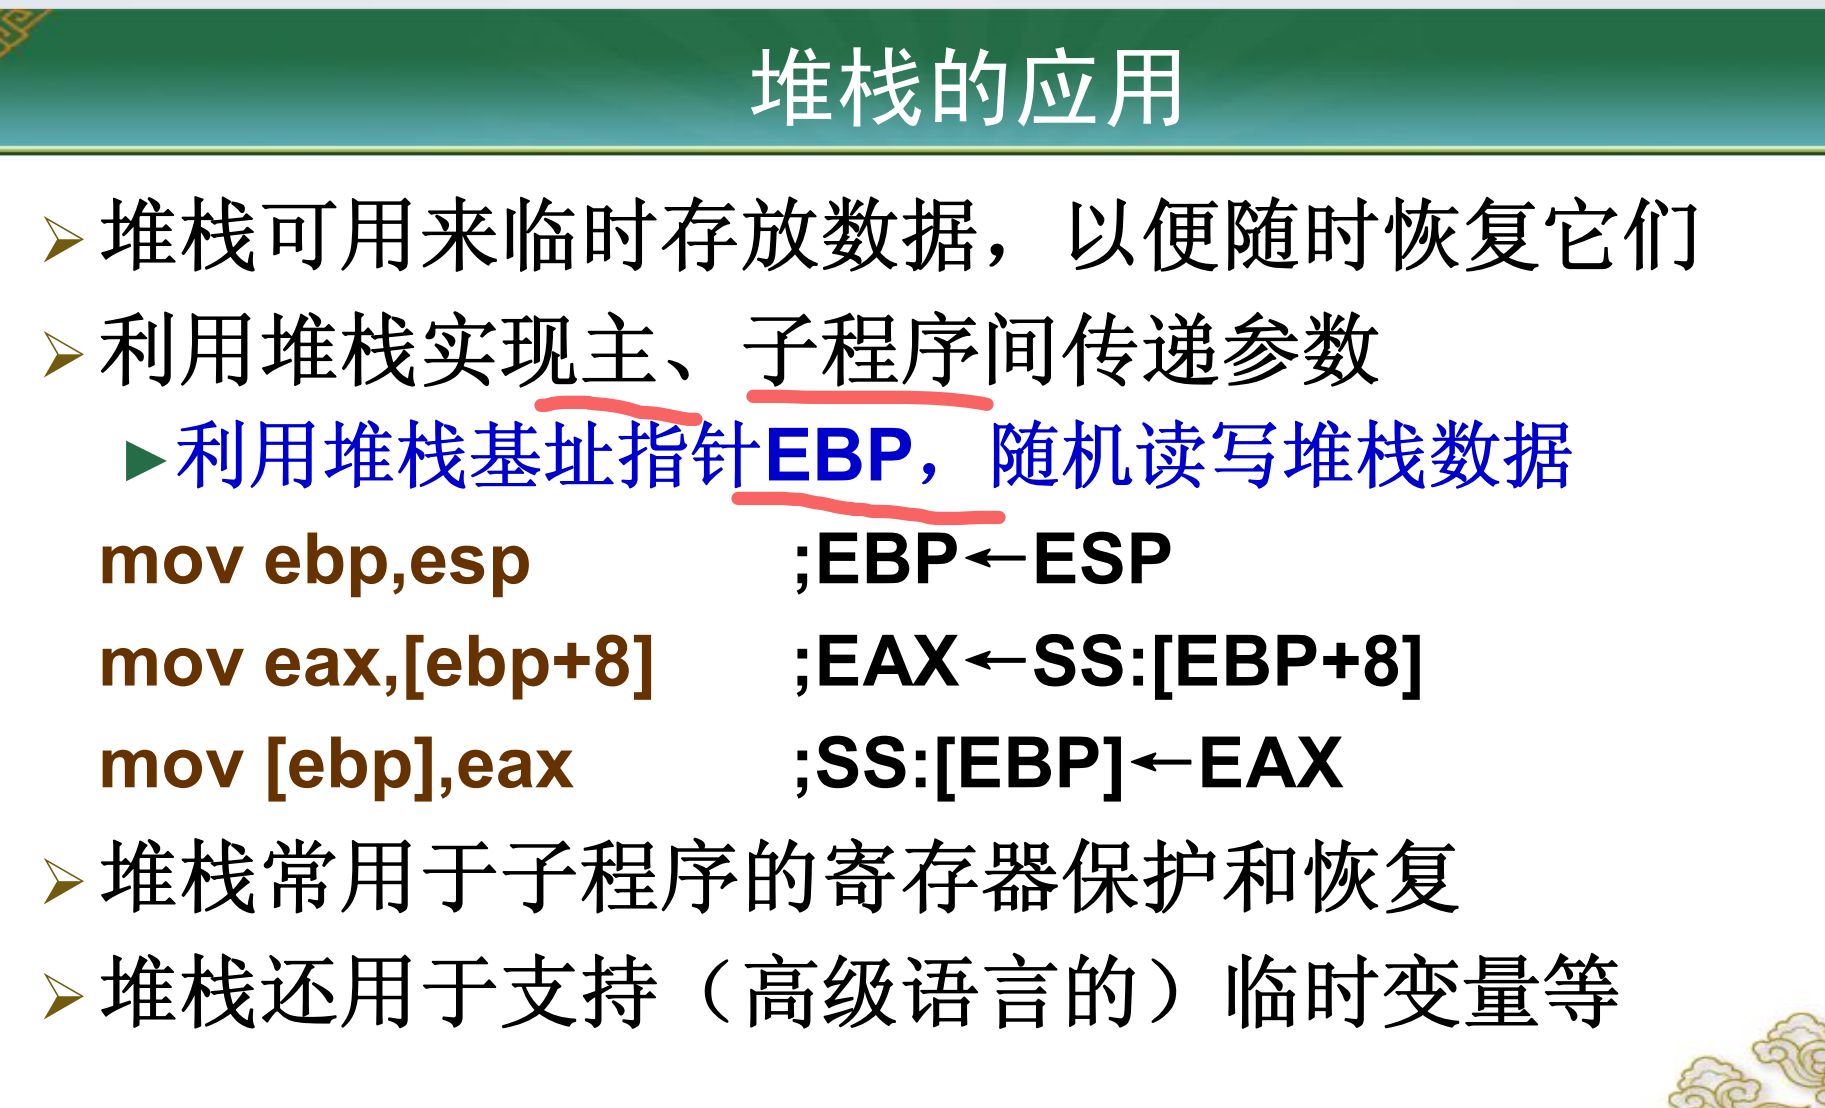 堆栈的应用
堆栈可用来临时存放数据，以便随时恢复它们
利用堆栈实现主、子程序间传递参数
利用堆栈基址指针EBP，随机读写堆栈数据
mov ebp,esp ;EBP←ESP
mov eax,[ebp+8] ;EAX←SS:[EBP+8]
mov [ebp],eax ;SS:[EBP]←EAX
堆栈常用于子程序的寄存器保护和恢复
堆栈还用于支持（高级语言的）临时变量等